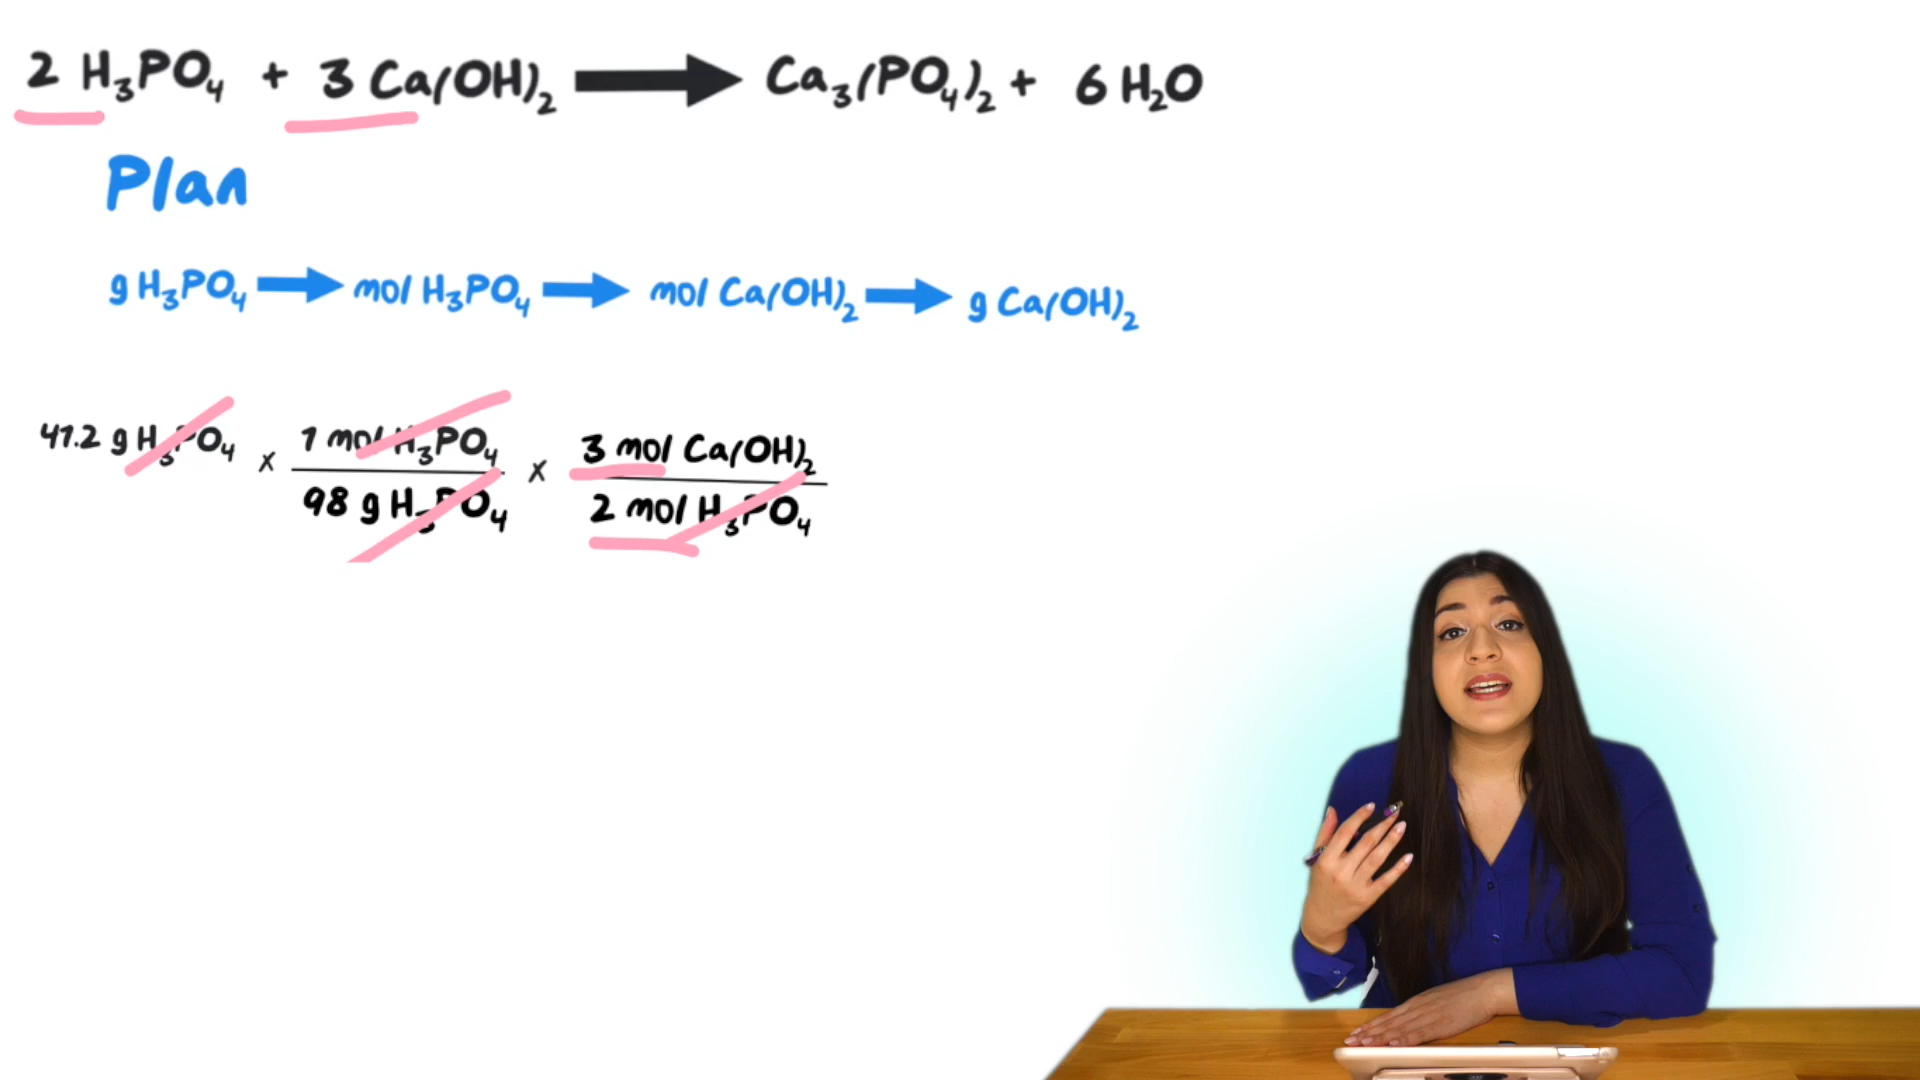 2 H₃PO₄ + 3 Ca(OH)₂ → Ca₃(PO₄)₂ + 6 H₂O
Plan
g H₃PO₄ → mol H₃PO₄ → mol Ca(OH)₂ → g Ca(OH)₂
41.2 g H₃PO₄ × 1 mol H₃PO₄ / 98 g H₃PO₄ × 3 mol Ca(OH)₂ / 2 mol H₃PO₄